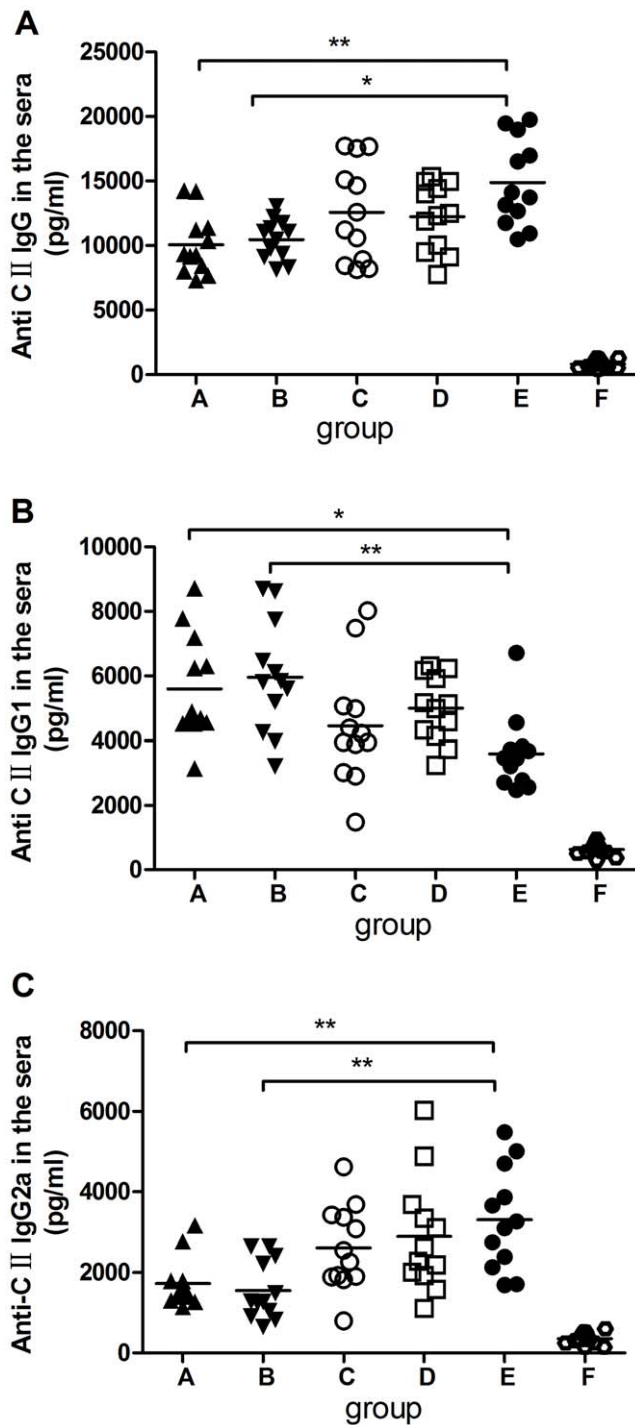 A
**
*
25000
20000
15000
10000
5000
0
Anti C Ⅱ IgG in the sera
(pg/ml)
A B C D E F
group
B
*
**
10000
8000
6000
4000
2000
0
Anti C Ⅱ IgG1 in the sera
(pg/ml)
A B C D E F
group
C
**
**
8000
6000
4000
2000
0
Anti-C Ⅱ IgG2a in the sera
(pg/ml)
A B C D E F
group